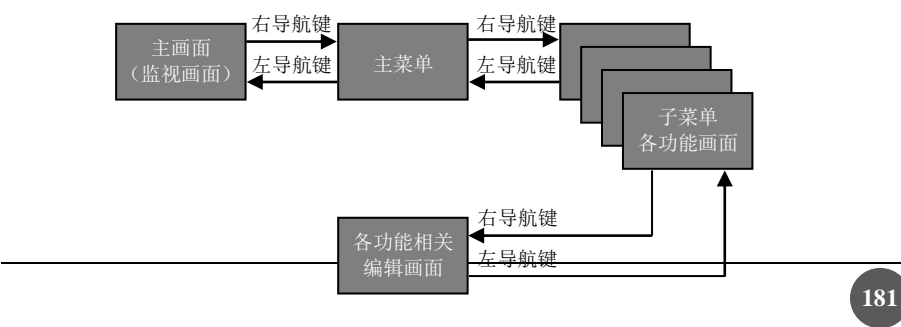 右导航键
右导航键
主画面
（监视画面）
主菜单
左导航键
左导航键
子菜单
各功能画面
右导航键
各功能相关
编辑画面
左导航键
181